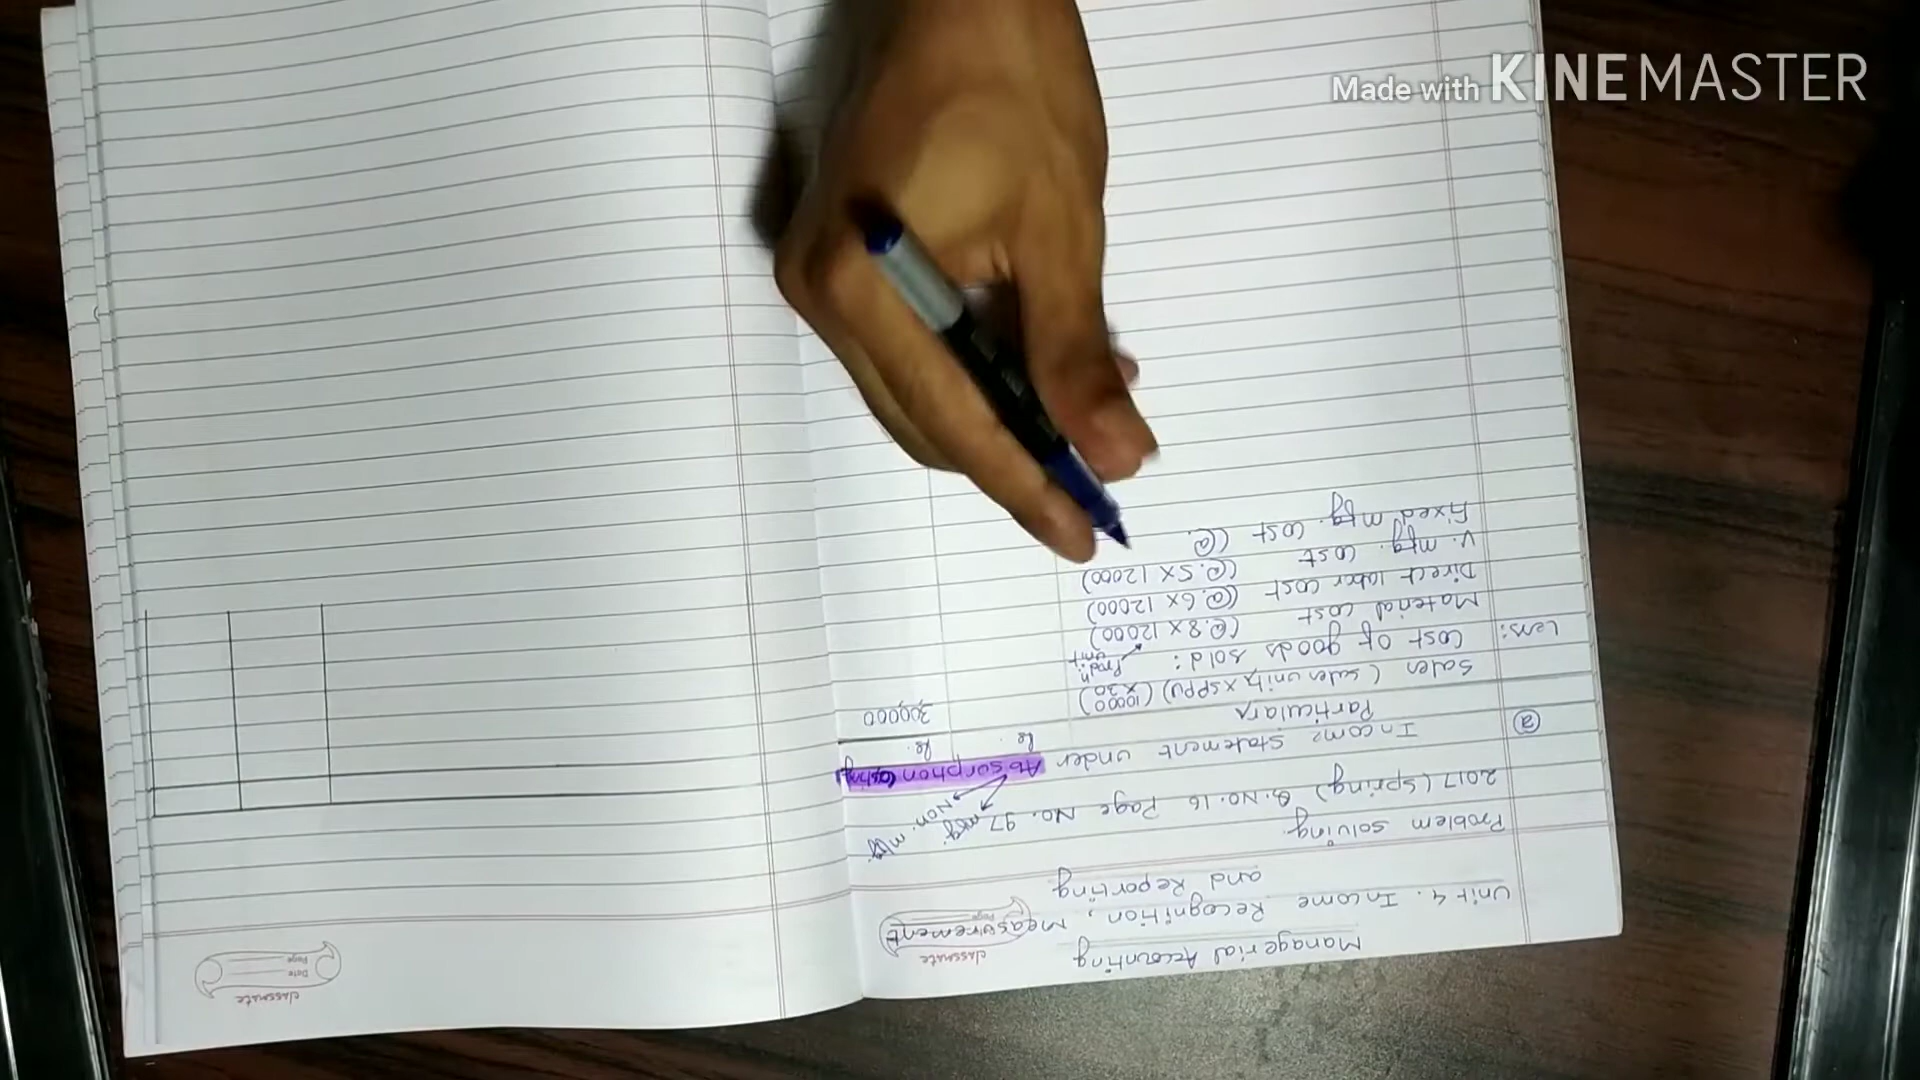 Made with KINEMASTER
classmate
Date
Page
classmate
Page
Managerial Accounting
Unit 4. Income Recognition, Measurement
and Reporting
Problem solving.
2017 (Spring) Q.No.16 Page No. 97
mfg.
Non mfg.
(a) Income statement under Absorption Costing
Particulars Rs. Rs.
Sales (sales unit x SPPU) (10000 x 30) 300,000
Less: Cost of goods sold:
Prodn unit
Material cost (@.8 x 12000)
Direct labor cost (@.6 x 12000)
V. mfg. cost (@.5 x 12000)
Fixed mfg. cost (@.